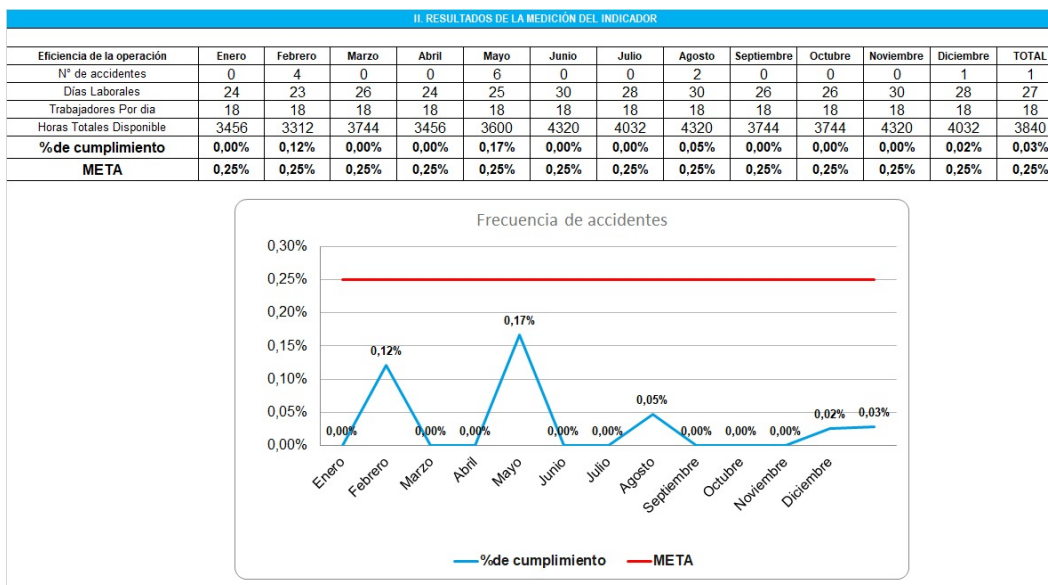 II. RESULTADOS DE LA MEDICIÓN DEL INDICADOR
Eficiencia de la operación Enero Febrero Marzo Abril Mayo Junio Julio Agosto Septiembre Octubre Noviembre Diciembre TOTAL
N° de accidentes 0 4 0 0 6 0 0 2 0 0 0 1 1
Días Laborales 24 23 26 24 25 30 28 30 26 26 30 28 27
Trabajadores Por dia 18 18 18 18 18 18 18 18 18 18 18 18 18
Horas Totales Disponible 3456 3312 3744 3456 3600 4320 4032 4320 3744 3744 4320 4032 3840
%de cumplimiento 0,00% 0,12% 0,00% 0,00% 0,17% 0,00% 0,00% 0,05% 0,00% 0,00% 0,00% 0,02% 0,03%
META 0,25% 0,25% 0,25% 0,25% 0,25% 0,25% 0,25% 0,25% 0,25% 0,25% 0,25% 0,25% 0,25%
Frecuencia de accidentes
0,30%
0,25%
0,20%
0,15%
0,10%
0,05%
0,00%
0,00% 0,12% 0,00% 0,00% 0,17% 0,00% 0,00% 0,05% 0,00% 0,00% 0,00% 0,02% 0,03%
Enero Febrero Marzo Abril Mayo Junio Julio Agosto Septiembre Octubre Noviembre Diciembre
%de cumplimiento META